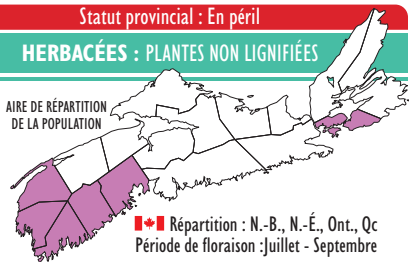 Statut provincial : En péril
HERBACÉES : PLANTES NON LIGNIFIÉES
AIRE DE RÉPARTITION
DE LA POPULATION
Répartition : N.-B., N.-É., Ont., Qc
Période de floraison :Juillet - Septembre